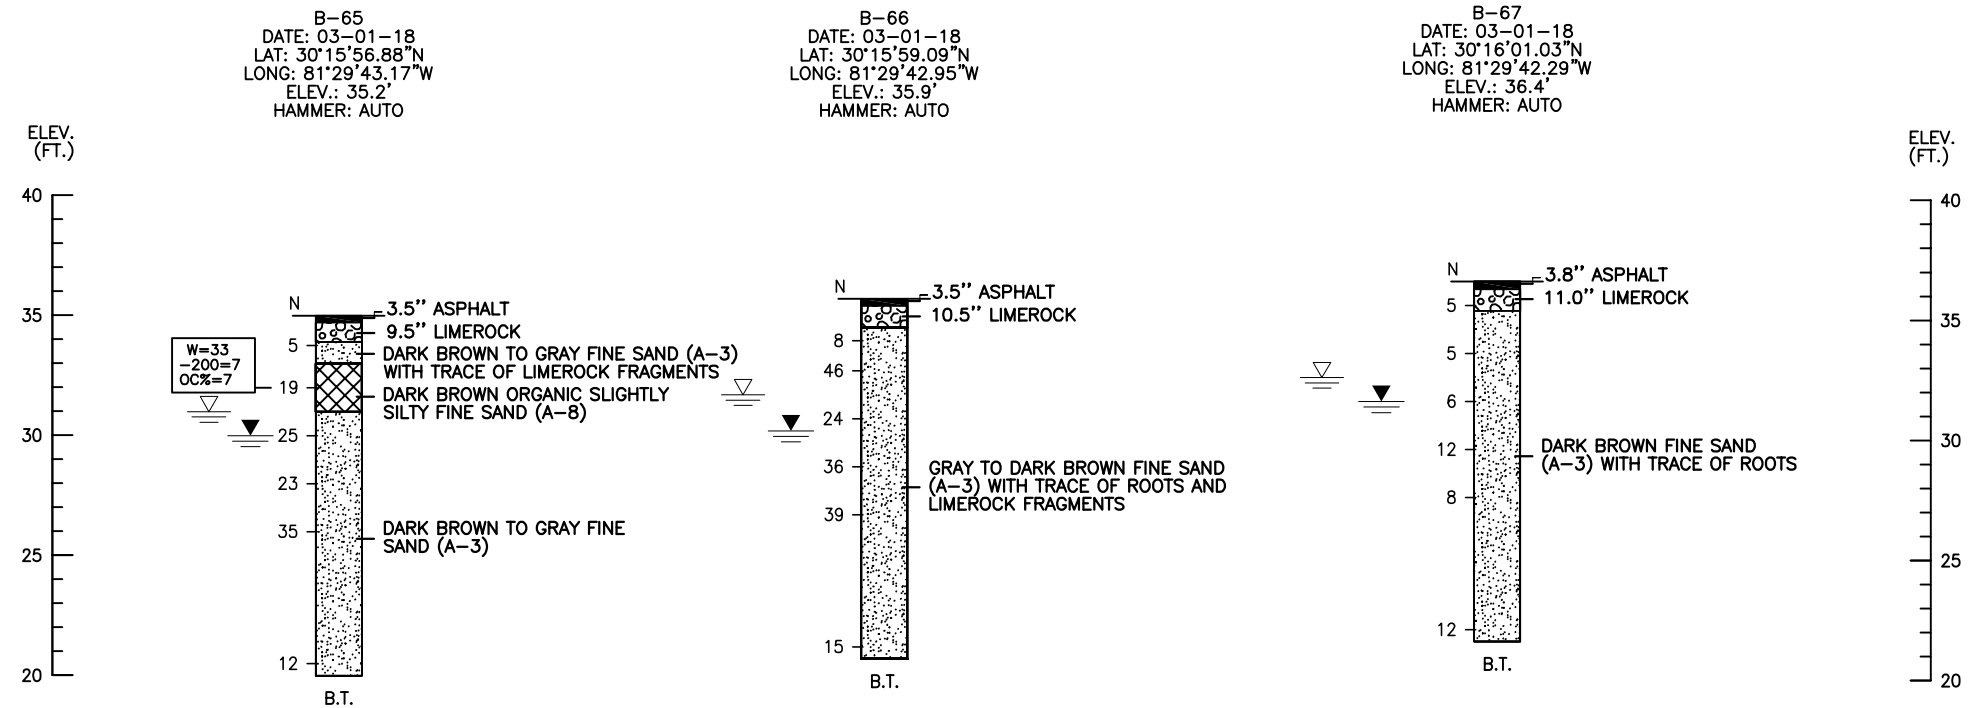 B-65
DATE: 03-01-18
LAT: 30°15'56.88"N
LONG: 81°29'43.17"W
ELEV.: 35.2'
HAMMER: AUTO
B-66
DATE: 03-01-18
LAT: 30°15'59.09"N
LONG: 81°29'42.95"W
ELEV.: 35.9'
HAMMER: AUTO
B-67
DATE: 03-01-18
LAT: 30°16'01.03"N
LONG: 81°29'42.29"W
ELEV.: 36.4'
HAMMER: AUTO
ELEV.
(FT.)
40
35
30
25
20
W=33
-200=7
OC%=7
N
5
19
25
23
35
12
3.5'' ASPHALT
9.5'' LIMEROCK
DARK BROWN TO GRAY FINE SAND (A-3)
WITH TRACE OF LIMEROCK FRAGMENTS
DARK BROWN ORGANIC SLIGHTLY
SILTY FINE SAND (A-8)
DARK BROWN TO GRAY FINE
SAND (A-3)
B.T.
N
8
46
24
36
39
15
3.5'' ASPHALT
10.5'' LIMEROCK
GRAY TO DARK BROWN FINE SAND
(A-3) WITH TRACE OF ROOTS AND
LIMEROCK FRAGMENTS
B.T.
N
5
5
6
12
8
12
3.8'' ASPHALT
11.0'' LIMEROCK
DARK BROWN FINE SAND
(A-3) WITH TRACE OF ROOTS
B.T.
ELEV.
(FT.)
40
35
30
25
20